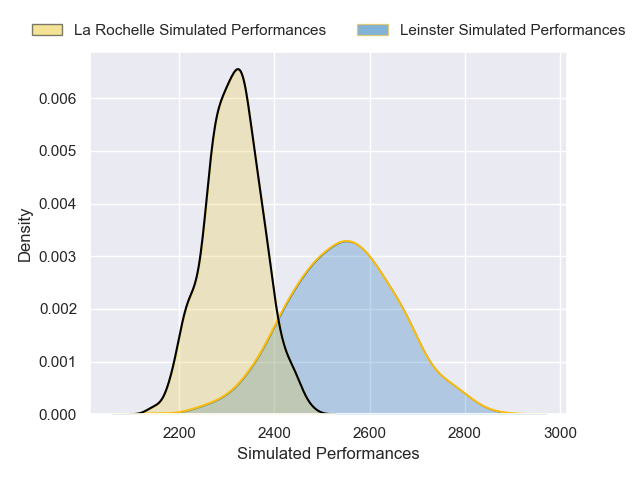 La Rochelle Simulated Performances Leinster Simulated Performances
0.006
0.005
0.004
0.003
0.002
0.001
0.000
Density
2200 2400 2600 2800 3000
Simulated Performances